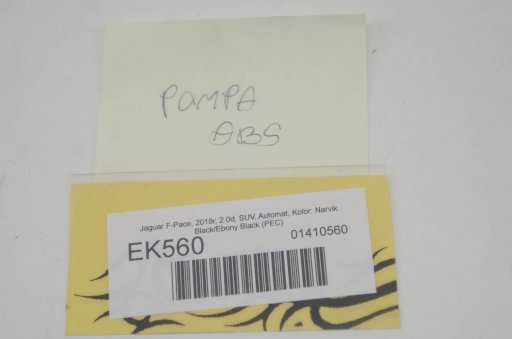 POMPA
ABS
Jaguar F-Pace, 2018r, 2.0d, SUV, Automat, Kolor: Narvik
Black/Ebony Black (PEC)
EK560
01410560